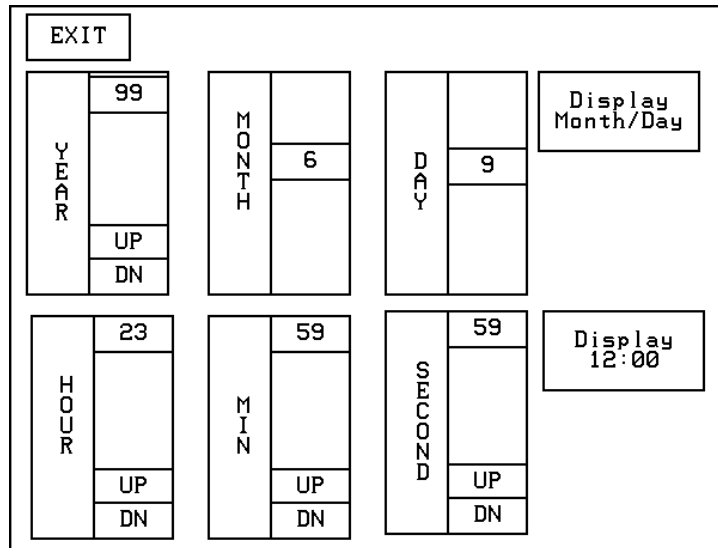 EXIT
YEAR
99
UP
DN
MONTH
6
DAY
9
Display
Month/Day
HOUR
23
UP
DN
MIN
59
UP
DN
SECOND
59
UP
DN
Display
12:00